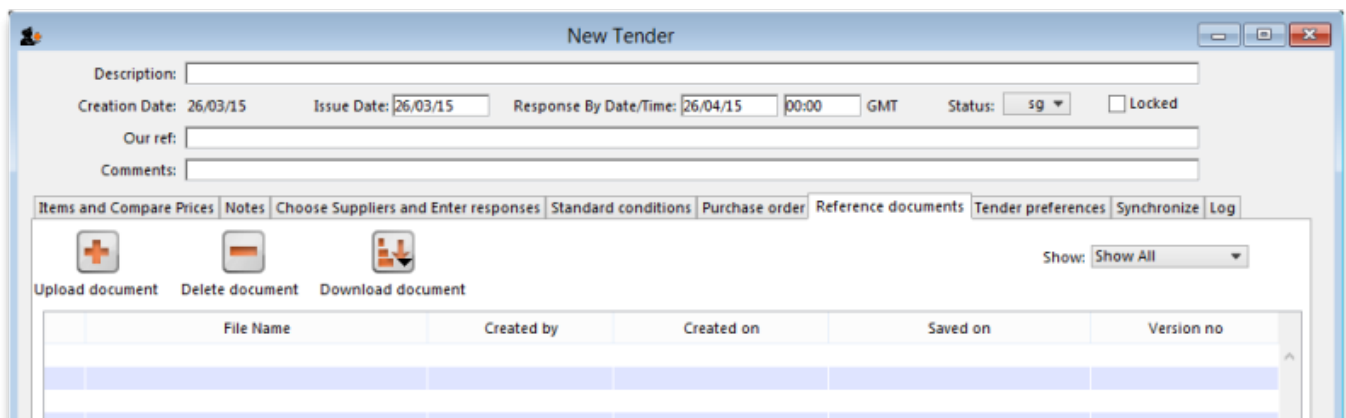 New Tender
Description:
Creation Date: 26/03/15 Issue Date: 26/03/15 Response By Date/Time: 26/04/15 00:00 GMT Status: sg Locked
Our ref:
Comments:
Items and Compare Prices Notes Choose Suppliers and Enter responses Standard conditions Purchase order Reference documents Tender preferences Synchronize Log
Show: Show All
Upload document Delete document Download document
File Name Created by Created on Saved on Version no